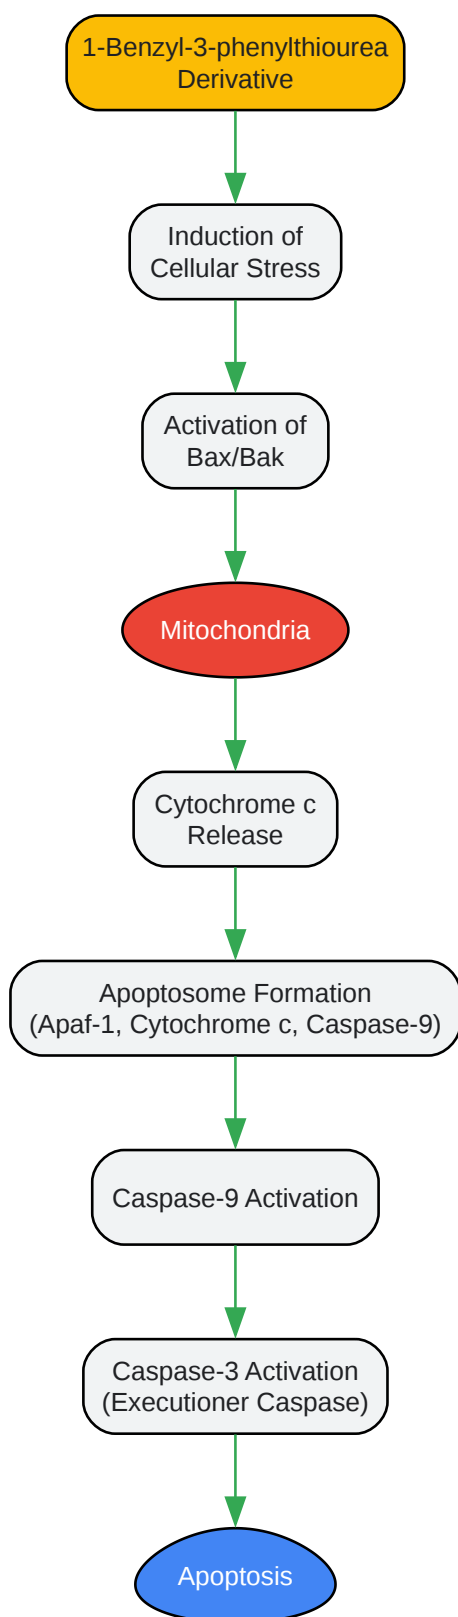 1-Benzyl-3-phenylthiourea
Derivative
Induction of
Cellular Stress
Activation of
Bax/Bak
Mitochondria
Cytochrome c
Release
Apoptosome Formation
(Apaf-1, Cytochrome c, Caspase-9)
Caspase-9 Activation
Caspase-3 Activation
(Executioner Caspase)
Apoptosis